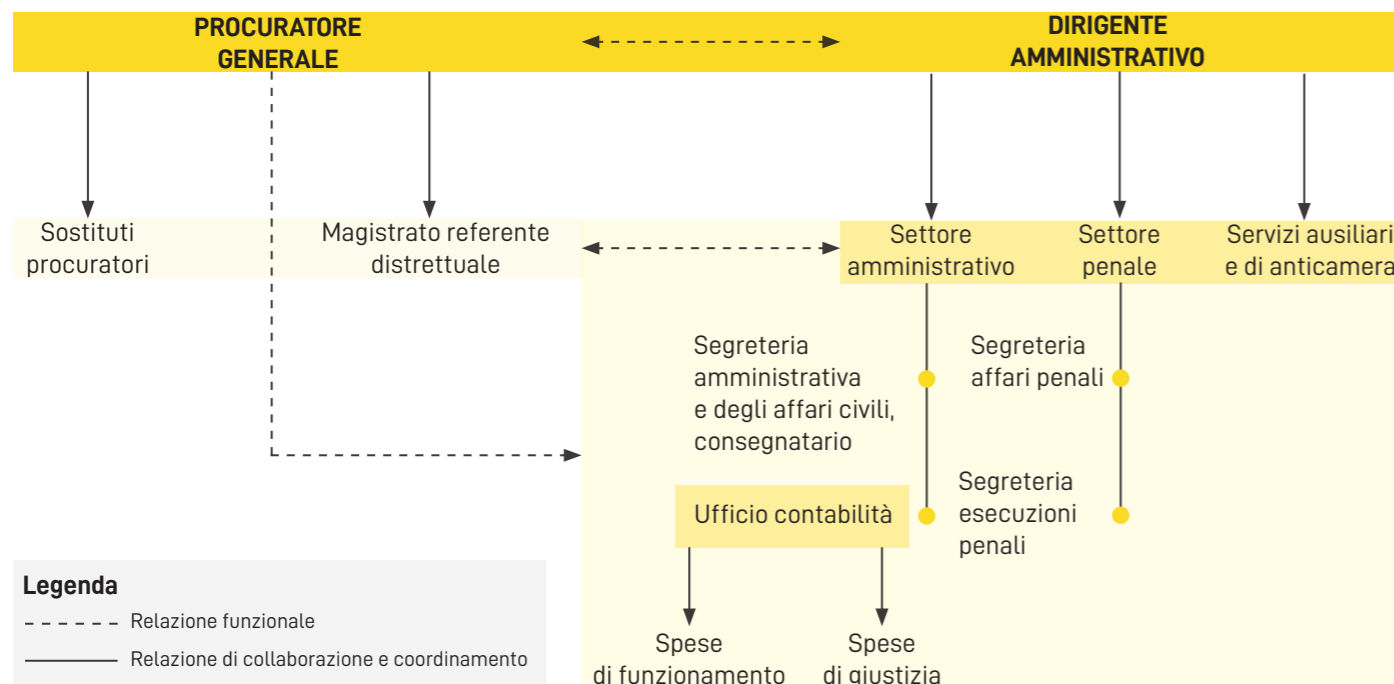 PROCURATORE
GENERALE
DIRIGENTE
AMMINISTRATIVO
Sostituti
procuratori
Magistrato referente
distrettuale
Settore
amministrativo
Settore
penale
Servizi ausiliari
e di anticamera
Segreteria
amministrativa
e degli affari civili,
consegnatario
Segreteria
affari penali
Ufficio contabilità
Segreteria
esecuzioni
penali
Spese
di funzionamento
Spese
di giustizia
Legenda
Relazione funzionale
Relazione di collaborazione e coordinamento